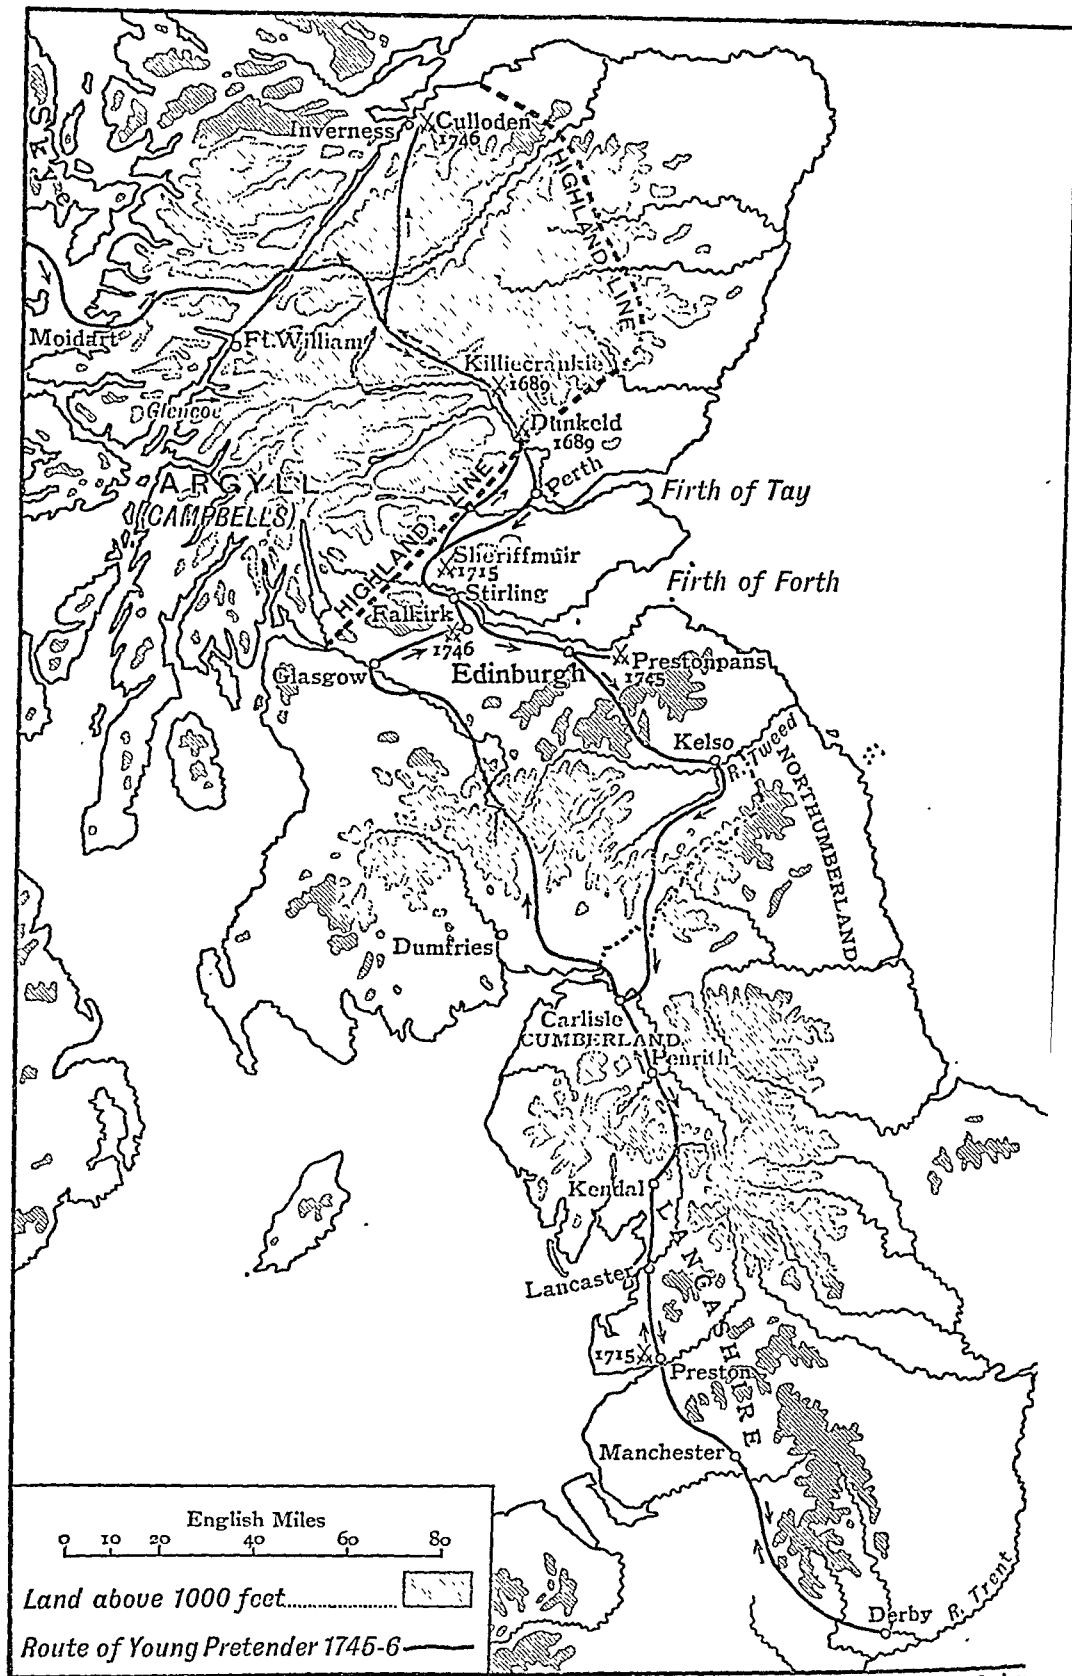 SKYE
Inverness
Culloden
1746
HIGHLAND LINE
Moidart
Ft. William
Killiecrankie
1689
Glencoe
Dunkeld
1689
Perth
ARGYLL
(CAMPBELLS)
HIGHLAND LINE
Firth of Tay
Sheriffmuir
1715
Stirling
Firth of Forth
Falkirk
1746
Glasgow
Edinburgh
Prestonpans
1745
Kelso
R. Tweed
NORTHUMBERLAND
Dumfries
Carlisle
CUMBERLAND
Penrith
Kendal
LANCASHIRE
Lancaster
1715
Preston
Manchester
Derby
R. Trent
English Miles
0 10 20 40 60 80
Land above 1000 feet
Route of Young Pretender 1745-6